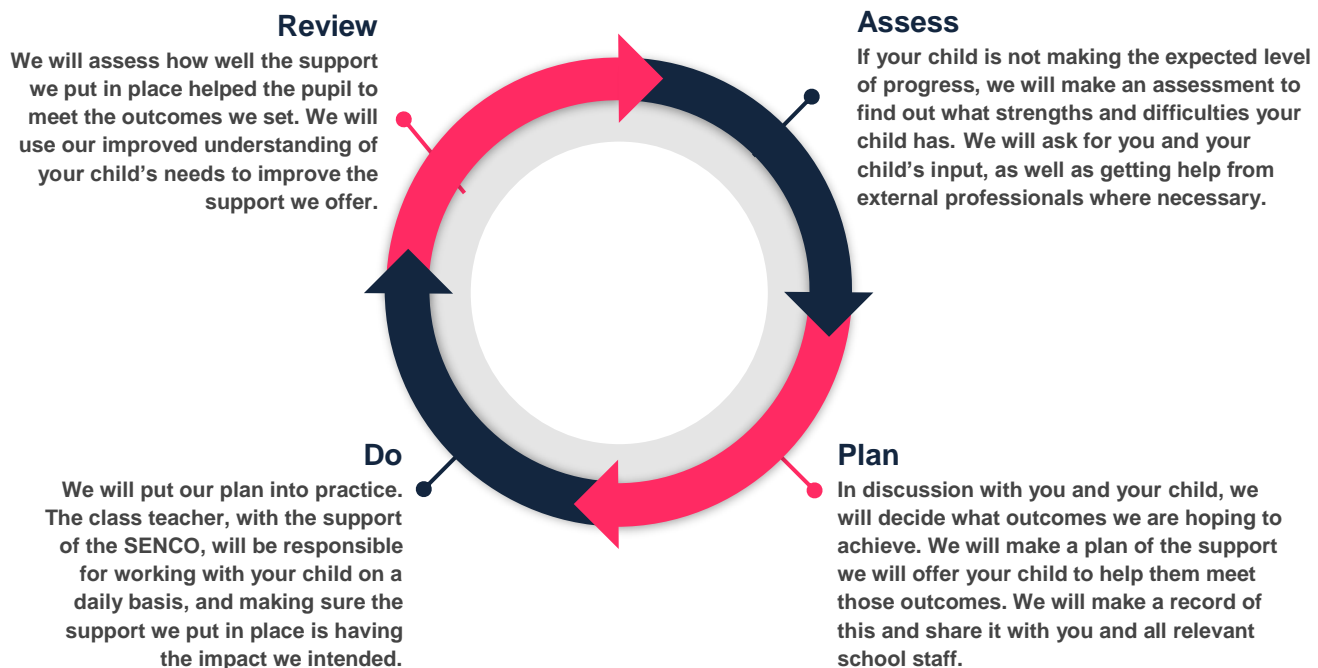 Review
We will assess how well the support
we put in place helped the pupil to
meet the outcomes we set. We will
use our improved understanding of
your child’s needs to improve the
support we offer.
Assess
If your child is not making the expected level
of progress, we will make an assessment to
find out what strengths and difficulties your
child has. We will ask for you and your
child’s input, as well as getting help from
external professionals where necessary.
Do
We will put our plan into practice.
The class teacher, with the support
of the SENCO, will be responsible
for working with your child on a
daily basis, and making sure the
support we put in place is having
the impact we intended.
Plan
In discussion with you and your child, we
will decide what outcomes we are hoping to
achieve. We will make a plan of the support
we will offer your child to help them meet
those outcomes. We will make a record of
this and share it with you and all relevant
school staff.